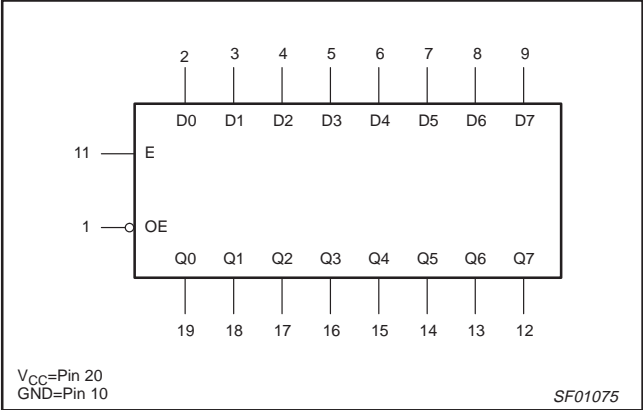 2 3 4 5 6 7 8 9
D0 D1 D2 D3 D4 D5 D6 D7
11 E
1 OE
Q0 Q1 Q2 Q3 Q4 Q5 Q6 Q7
19 18 17 16 15 14 13 12
VCC=Pin 20
GND=Pin 10
SF01075